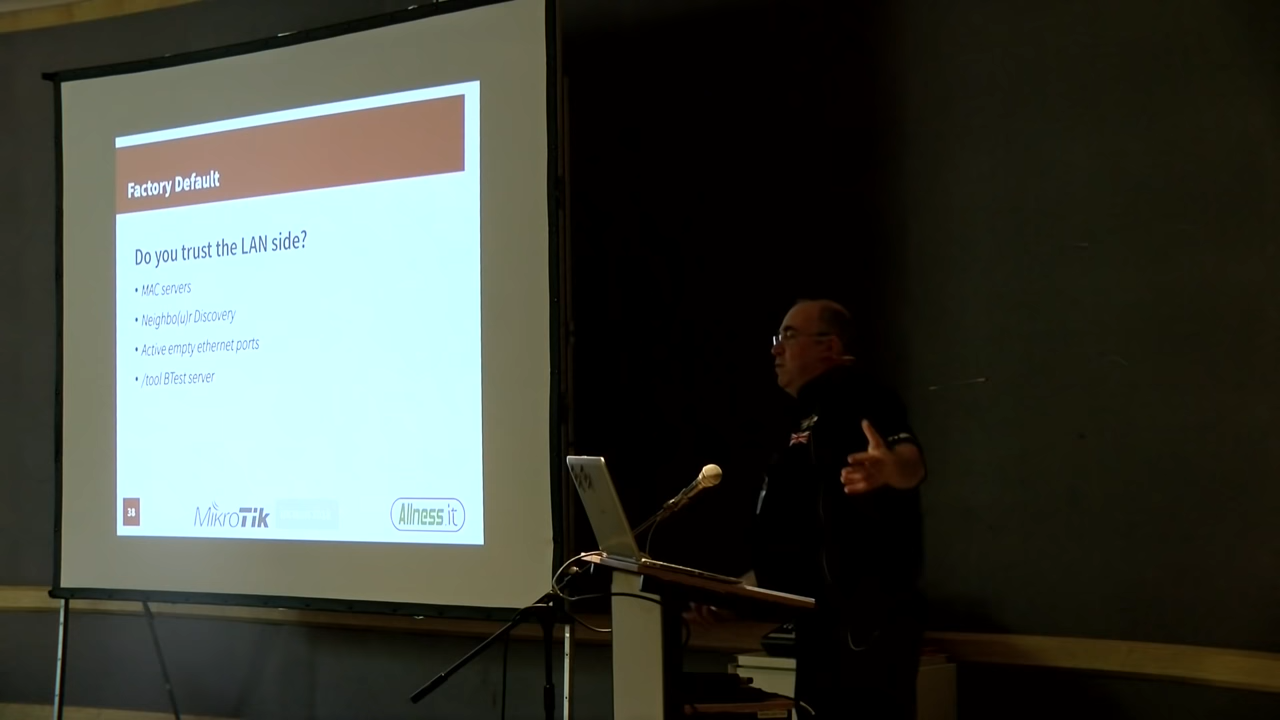 Factory Default
Do you trust the LAN side?
• MAC servers
• Neighbo(u)r Discovery
• Active empty ethernet ports
• /tool BTest server
38
MikroTik
Allness.it